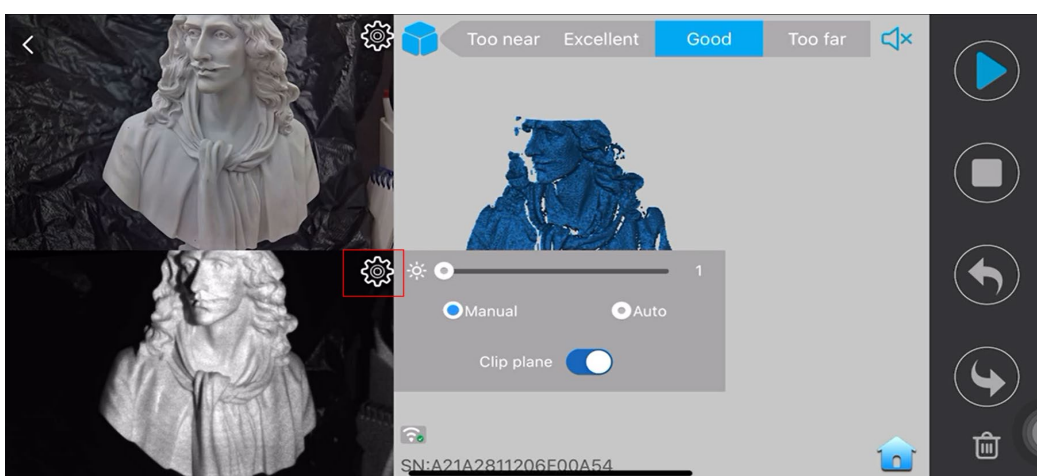 Too near Excellent Good Too far
1
Manual Auto
Clip plane
SN:A21A2811206F00A54